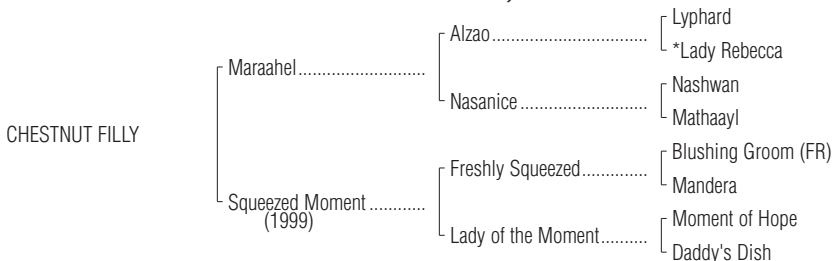 Lyphard
Alzao.................................
*Lady Rebecca
Maraahel...........................
Nashwan
Nasanice...........................
Mathaayl
CHESTNUT FILLY
Blushing Groom (FR)
Freshly Squeezed..............
Mandera
Squeezed Moment............
(1999)
Moment of Hope
Lady of the Moment..........
Daddy's Dish